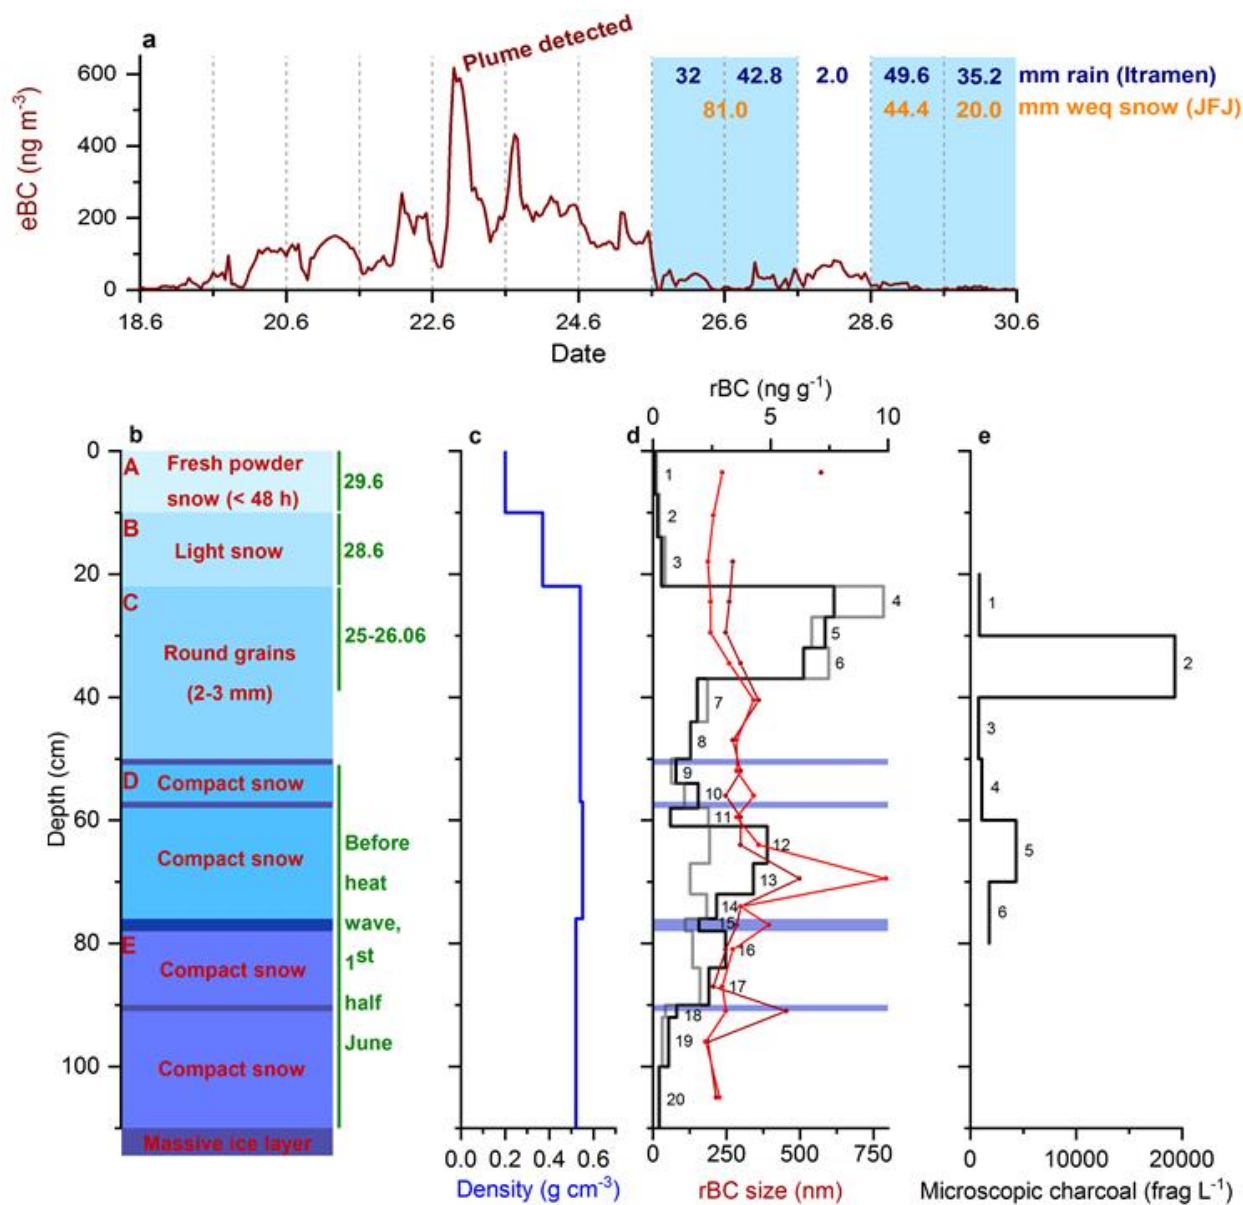 a
Plume detected
600
400
200
0
eBC (ng m⁻³)
32 42.8 2.0 49.6 35.2 mm rain (Itramen)
81.0 44.4 20.0 mm weq snow (JFJ)
18.6 20.6 22.6 24.6 26.6 28.6 30.6
Date
b
0
20
40
60
80
100
Depth (cm)
A
Fresh powder
snow (< 48 h)
29.6
B
Light snow
28.6
C
Round grains
(2-3 mm)
25-26.06
D
Compact snow
Compact snow
E
Compact snow
Compact snow
Massive ice layer
Before
heat
wave,
1st
half
June
c
0.0 0.2 0.4 0.6
Density (g cm⁻³)
rBC (ng g⁻¹)
0 5 10
d
1
2
3
4
5
6
7
8
9
10
11
12
13
14
15
16
17
18
19
20
0 250 500 750
rBC size (nm)
e
1
2
3
4
5
6
0 10000 20000
Microscopic charcoal (frag L⁻¹)